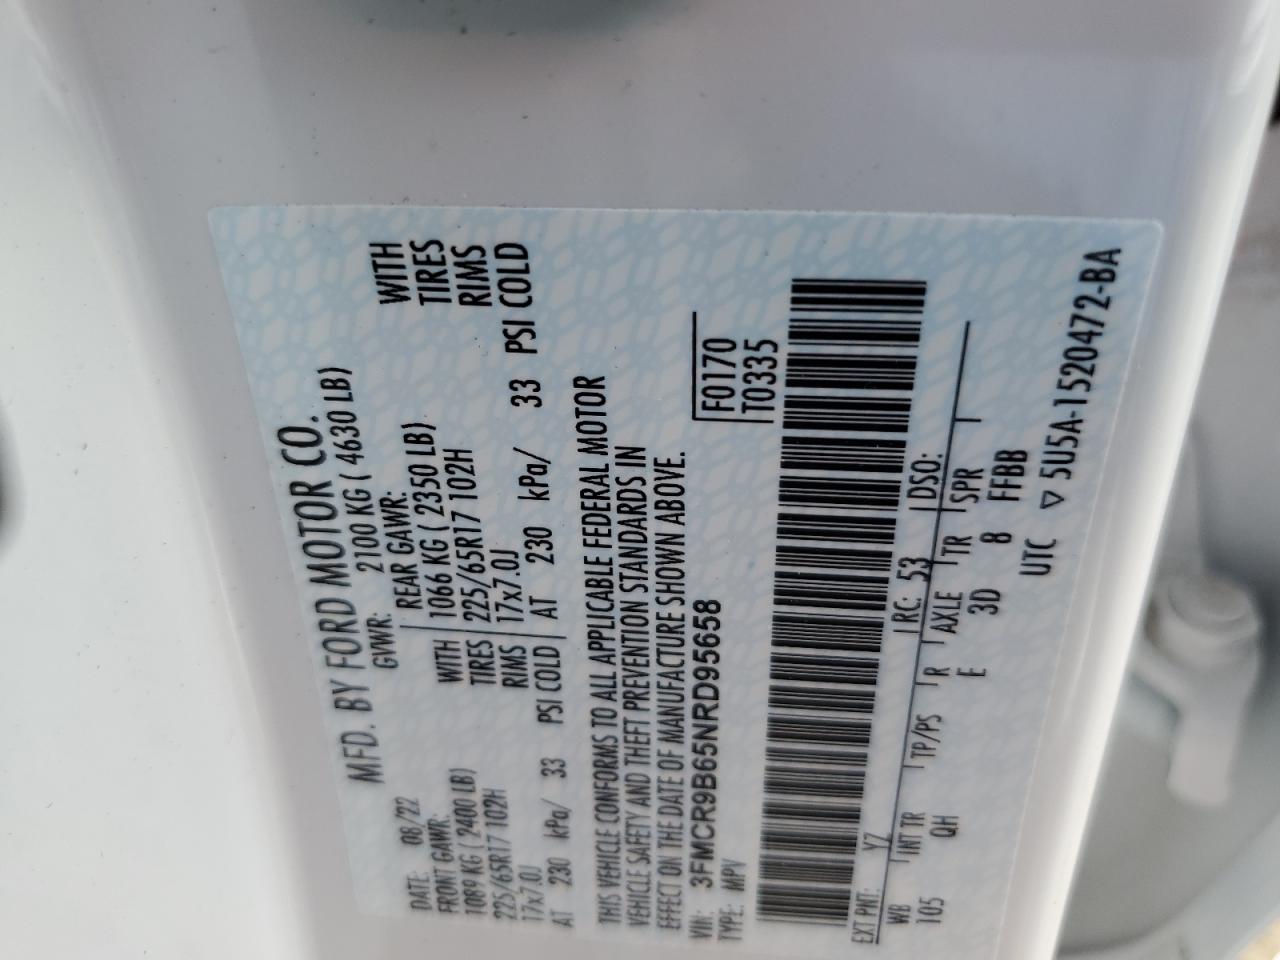 MFD. BY FORD MOTOR CO.
DATE: 08/22 GVWR: 2100 KG ( 4630 LB)
FRONT GAWR: REAR GAWR:
1089 KG ( 2400 LB) WITH 1066 KG ( 2350 LB) WITH
225/65R17 102H TIRES 225/65R17 102H TIRES
17x7.0J RIMS 17x7.0J RIMS
AT 230 kPa/ 33 PSI COLD AT 230 kPa/ 33 PSI COLD
THIS VEHICLE CONFORMS TO ALL APPLICABLE FEDERAL MOTOR
VEHICLE SAFETY AND THEFT PREVENTION STANDARDS IN
EFFECT ON THE DATE OF MANUFACTURE SHOWN ABOVE.
VIN: 3FMCR9B65NRD95658 F0170
TYPE: MPV T0335
EXT PNT: YZ RC: 53 DSO:
WB INT TR TP/PS R AXLE TR SPR
105 QH E 3D 8 FFBB
UTC ▽ 5U5A-1520472-BA